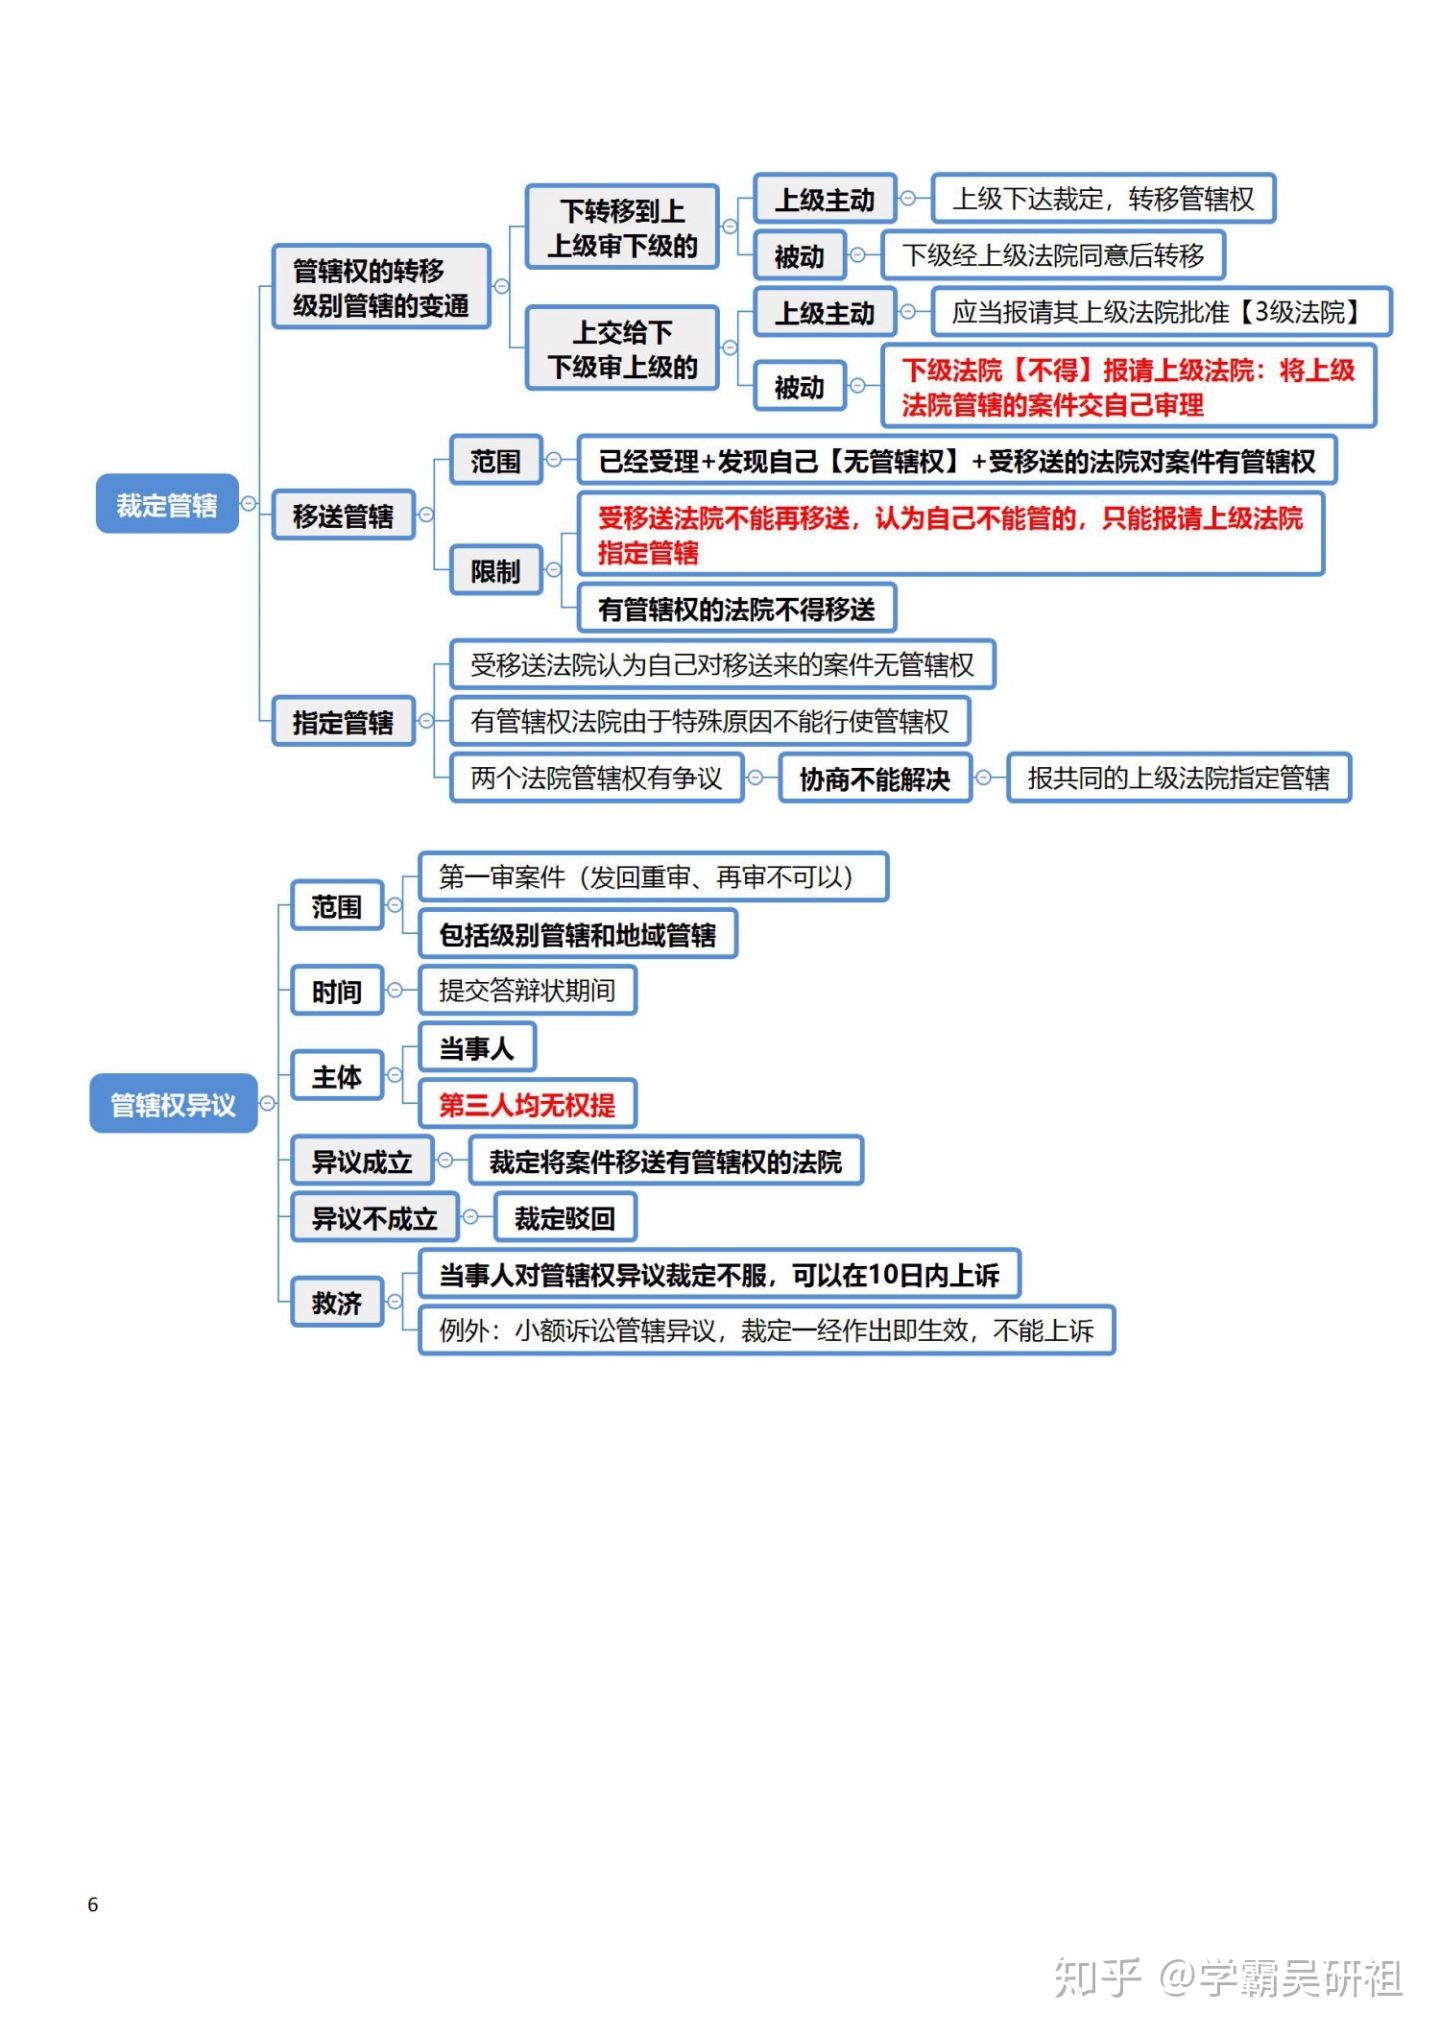 裁定管辖
管辖权的转移
级别管辖的变通
下转移到上
上级审下级的
上级主动
上级下达裁定，转移管辖权
被动
下级经上级法院同意后转移
上交给下
下级审上级的
上级主动
应当报请其上级法院批准【3级法院】
被动
下级法院【不得】报请上级法院：将上级
法院管辖的案件交自己审理
移送管辖
范围
已经受理+发现自己【无管辖权】+受移送的法院对案件有管辖权
限制
受移送法院不能再移送，认为自己不能管的，只能报请上级法院
指定管辖
有管辖权的法院不得移送
指定管辖
受移送法院认为自己对移送来的案件无管辖权
有管辖权法院由于特殊原因不能行使管辖权
两个法院管辖权有争议
协商不能解决
报共同的上级法院指定管辖
管辖权异议
范围
第一审案件（发回重审、再审不可以）
包括级别管辖和地域管辖
时间
提交答辩状期间
主体
当事人
第三人均无权提
异议成立
裁定将案件移送有管辖权的法院
异议不成立
裁定驳回
救济
当事人对管辖权异议裁定不服，可以在10日内上诉
例外：小额诉讼管辖异议，裁定一经作出即生效，不能上诉
6
知乎 @学霸吴研祖